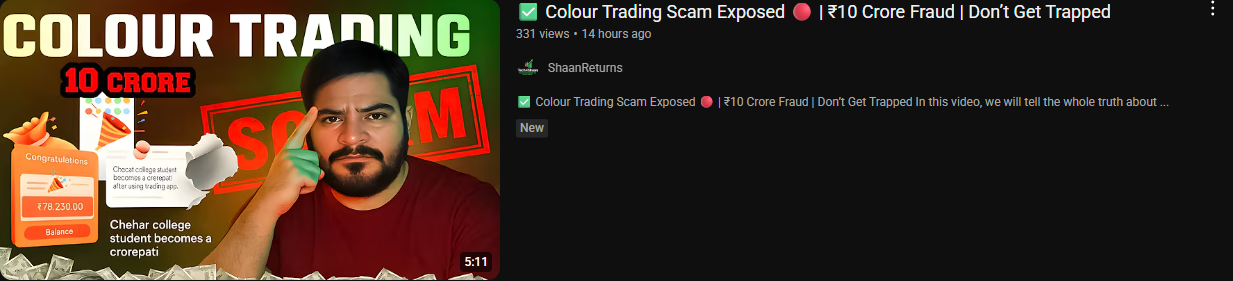 COLOUR TRADING
10 CRORE
SCAM
Congratulations
₹78.230.00
Balance
Checat college student
becomes a crerepati
after using trading app.
Chehar college
student becomes a
crorepati
5:11
✅ Colour Trading Scam Exposed 🔴 | ₹10 Crore Fraud | Don’t Get Trapped
331 views • 14 hours ago
ShaanReturns
✅ Colour Trading Scam Exposed 🔴 | ₹10 Crore Fraud | Don't Get Trapped In this video, we will tell the whole truth about ...
New